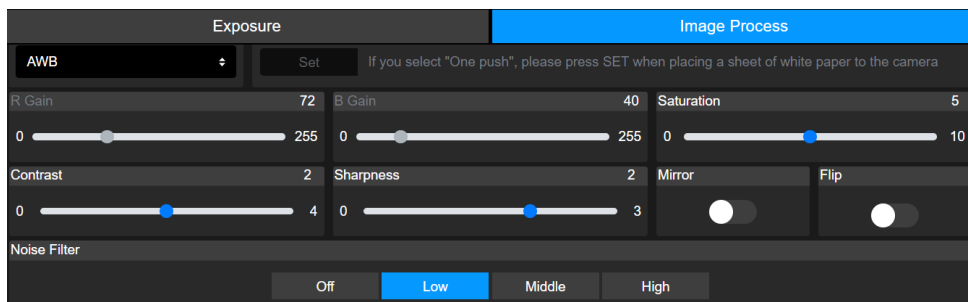 Exposure
Image Process
AWB
Set
If you select "One push", please press SET when placing a sheet of white paper to the camera
R Gain 72
B Gain 40
Saturation 5
0 255
0 255
0 10
Contrast 2
Sharpness 2
Mirror
Flip
0 4
0 3
Noise Filter
Off
Low
Middle
High